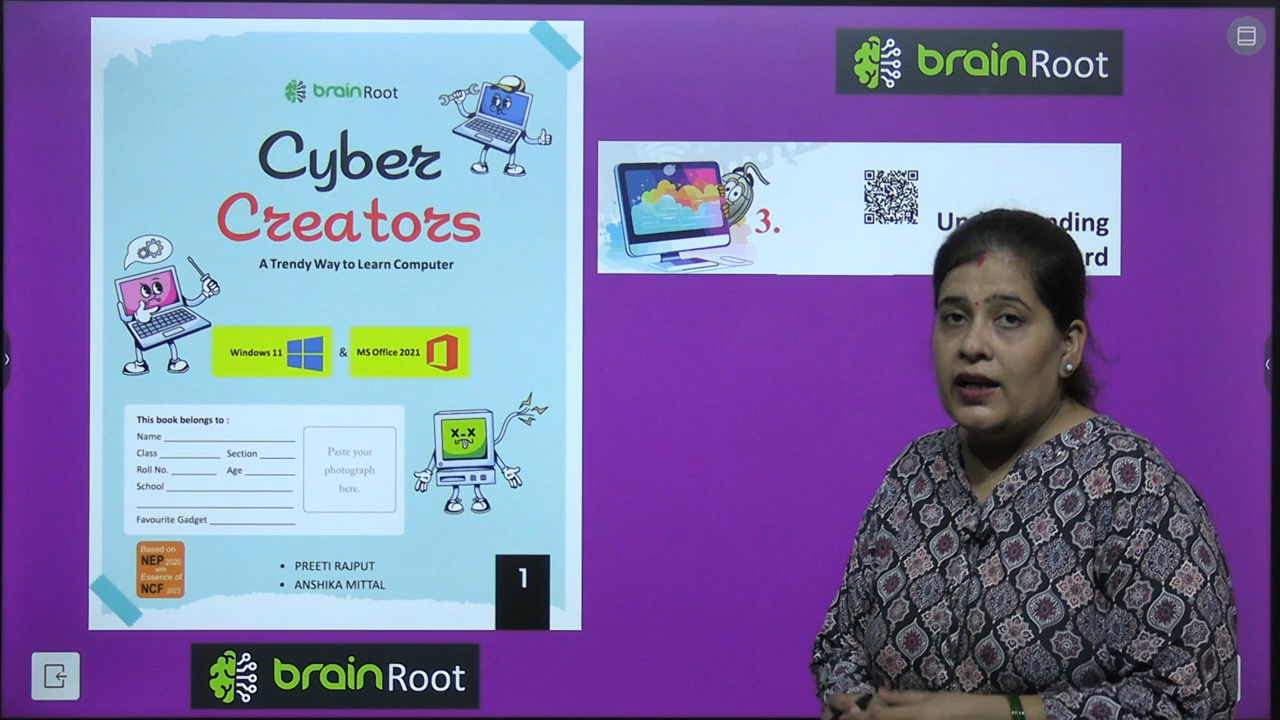 brainRoot
Cyber
Creators
A Trendy Way to Learn Computer
Windows 11 & MS Office 2021
This book belongs to :
Name
Class Section
Roll No. Age
School
Favourite Gadget
Paste your
photograph
here.
Based on
NEP 2020
with
Essence of
NCF 2023
• PREETI RAJPUT
• ANSHIKA MITTAL
1
brainRoot
brainRoot
3.